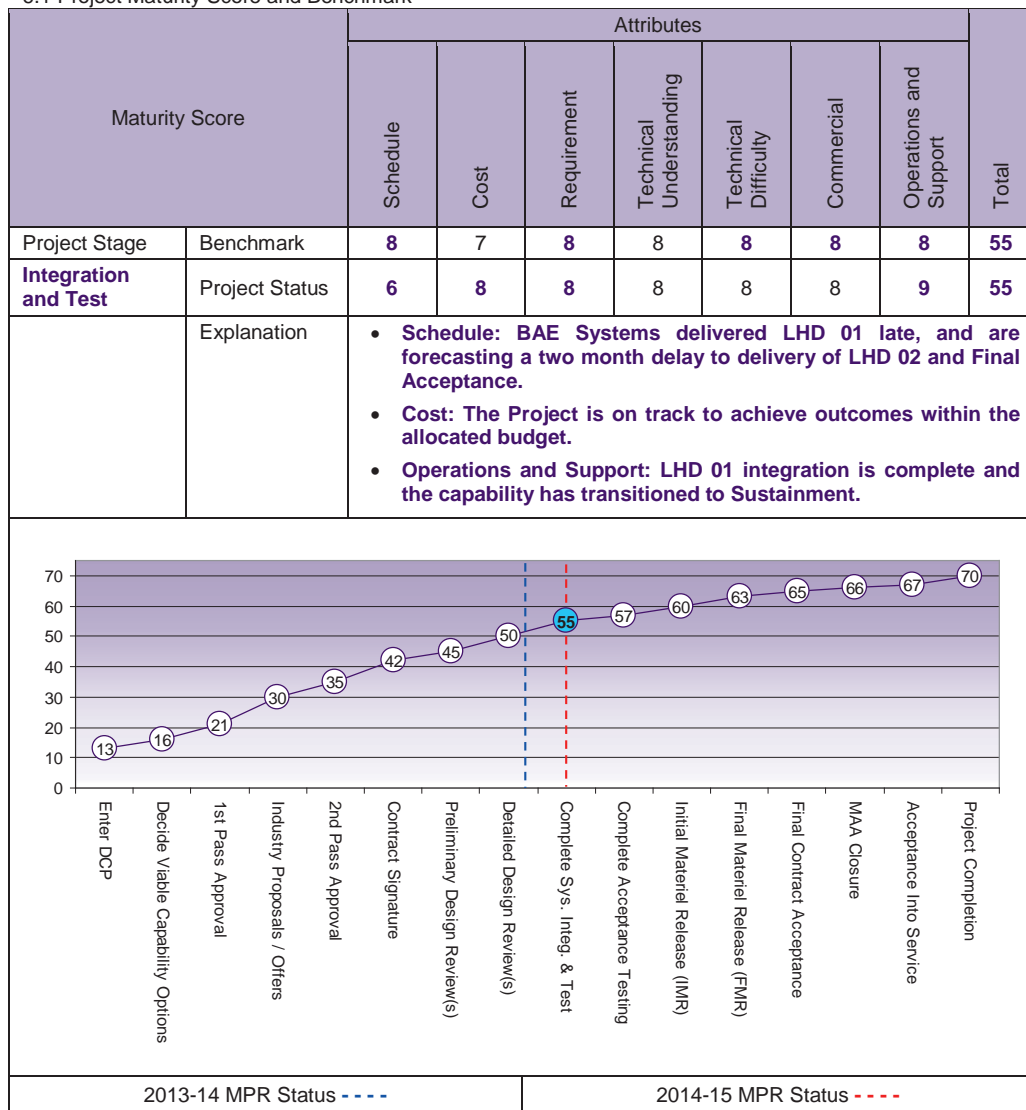 Attributes
Maturity Score
Schedule
Cost
Requirement
Technical
Understanding
Technical
Difficulty
Commercial
Operations and
Support
Total
Project Stage Benchmark 8 7 8 8 8 8 8 55
Integration
and Test
Project Status 6 8 8 8 8 8 9 55
Explanation
• Schedule: BAE Systems delivered LHD 01 late, and are
forecasting a two month delay to delivery of LHD 02 and Final
Acceptance.
• Cost: The Project is on track to achieve outcomes within the
allocated budget.
• Operations and Support: LHD 01 integration is complete and
the capability has transitioned to Sustainment.
70
60
50
40
30
20
10
0
13
16
21
30
35
42
45
50
55
57
60
63
65
66
67
70
Enter DCP
Decide Viable Capability Options
1st Pass Approval
Industry Proposals / Offers
2nd Pass Approval
Contract Signature
Preliminary Design Review(s)
Detailed Design Review(s)
Complete Sys. Integ. & Test
Complete Acceptance Testing
Initial Materiel Release (IMR)
Final Materiel Release (FMR)
Final Contract Acceptance
MAA Closure
Acceptance Into Service
Project Completion
2013-14 MPR Status - - - -
2014-15 MPR Status - - - -